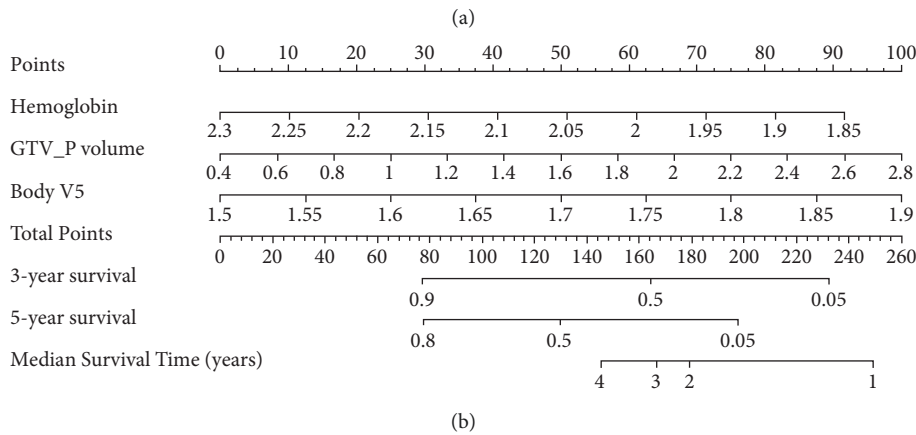 (a)
Points 0 10 20 30 40 50 60 70 80 90 100
Hemoglobin
2.3 2.25 2.2 2.15 2.1 2.05 2 1.95 1.9 1.85
GTV_P volume
0.4 0.6 0.8 1 1.2 1.4 1.6 1.8 2 2.2 2.4 2.6 2.8
Body V5
1.5 1.55 1.6 1.65 1.7 1.75 1.8 1.85 1.9
Total Points
0 20 40 60 80 100 120 140 160 180 200 220 240 260
3-year survival
0.9 0.5 0.05
5-year survival
0.8 0.5 0.05
Median Survival Time (years)
4 3 2 1
(b)